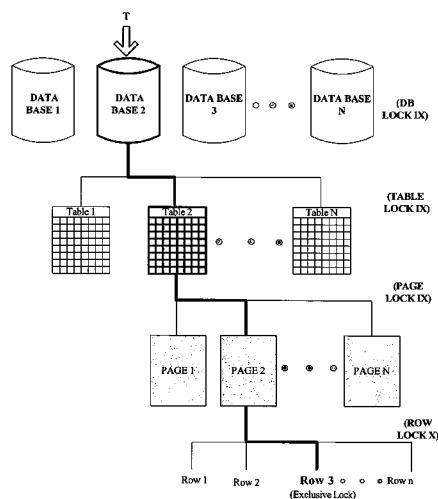 T
DATA
BASE 1
DATA
BASE 2
DATA BASE
3
DATA BASE
N
(DB
LOCK IX)
(TABLE
LOCK IX)
Table 1
Table 2
Table N
(PAGE
LOCK IX)
PAGE 1
PAGE 2
PAGE N
(ROW
LOCK X)
Row 1
Row 2
Row 3
Row n
(Exclusive Lock)